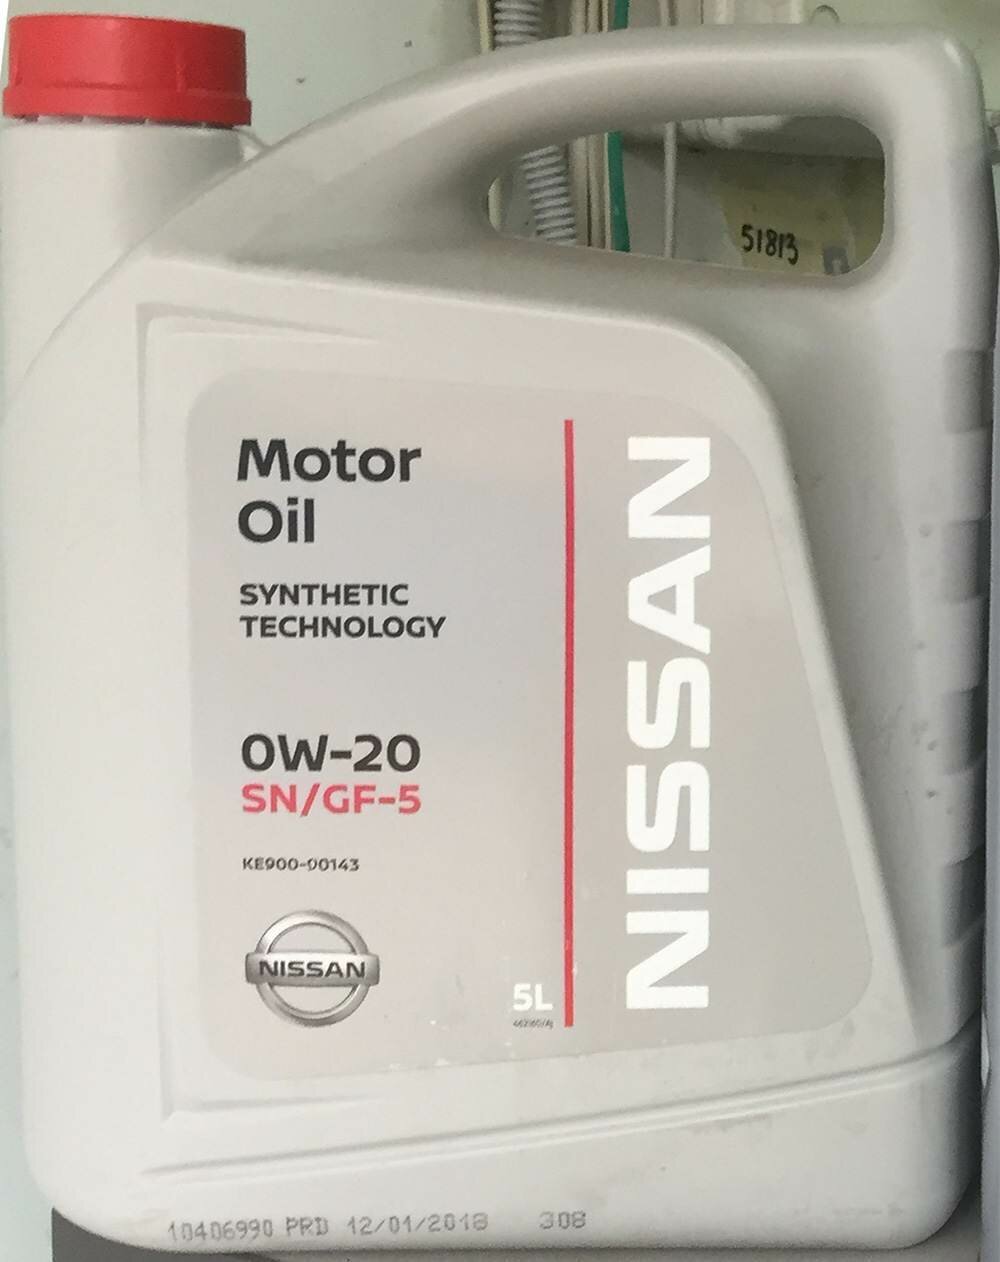 51813
Motor
Oil
SYNTHETIC
TECHNOLOGY
0W-20
SN/GF-5
KE900-90143
NISSAN
5L
NISSAN
10406990 PRD 12/01/2018 308